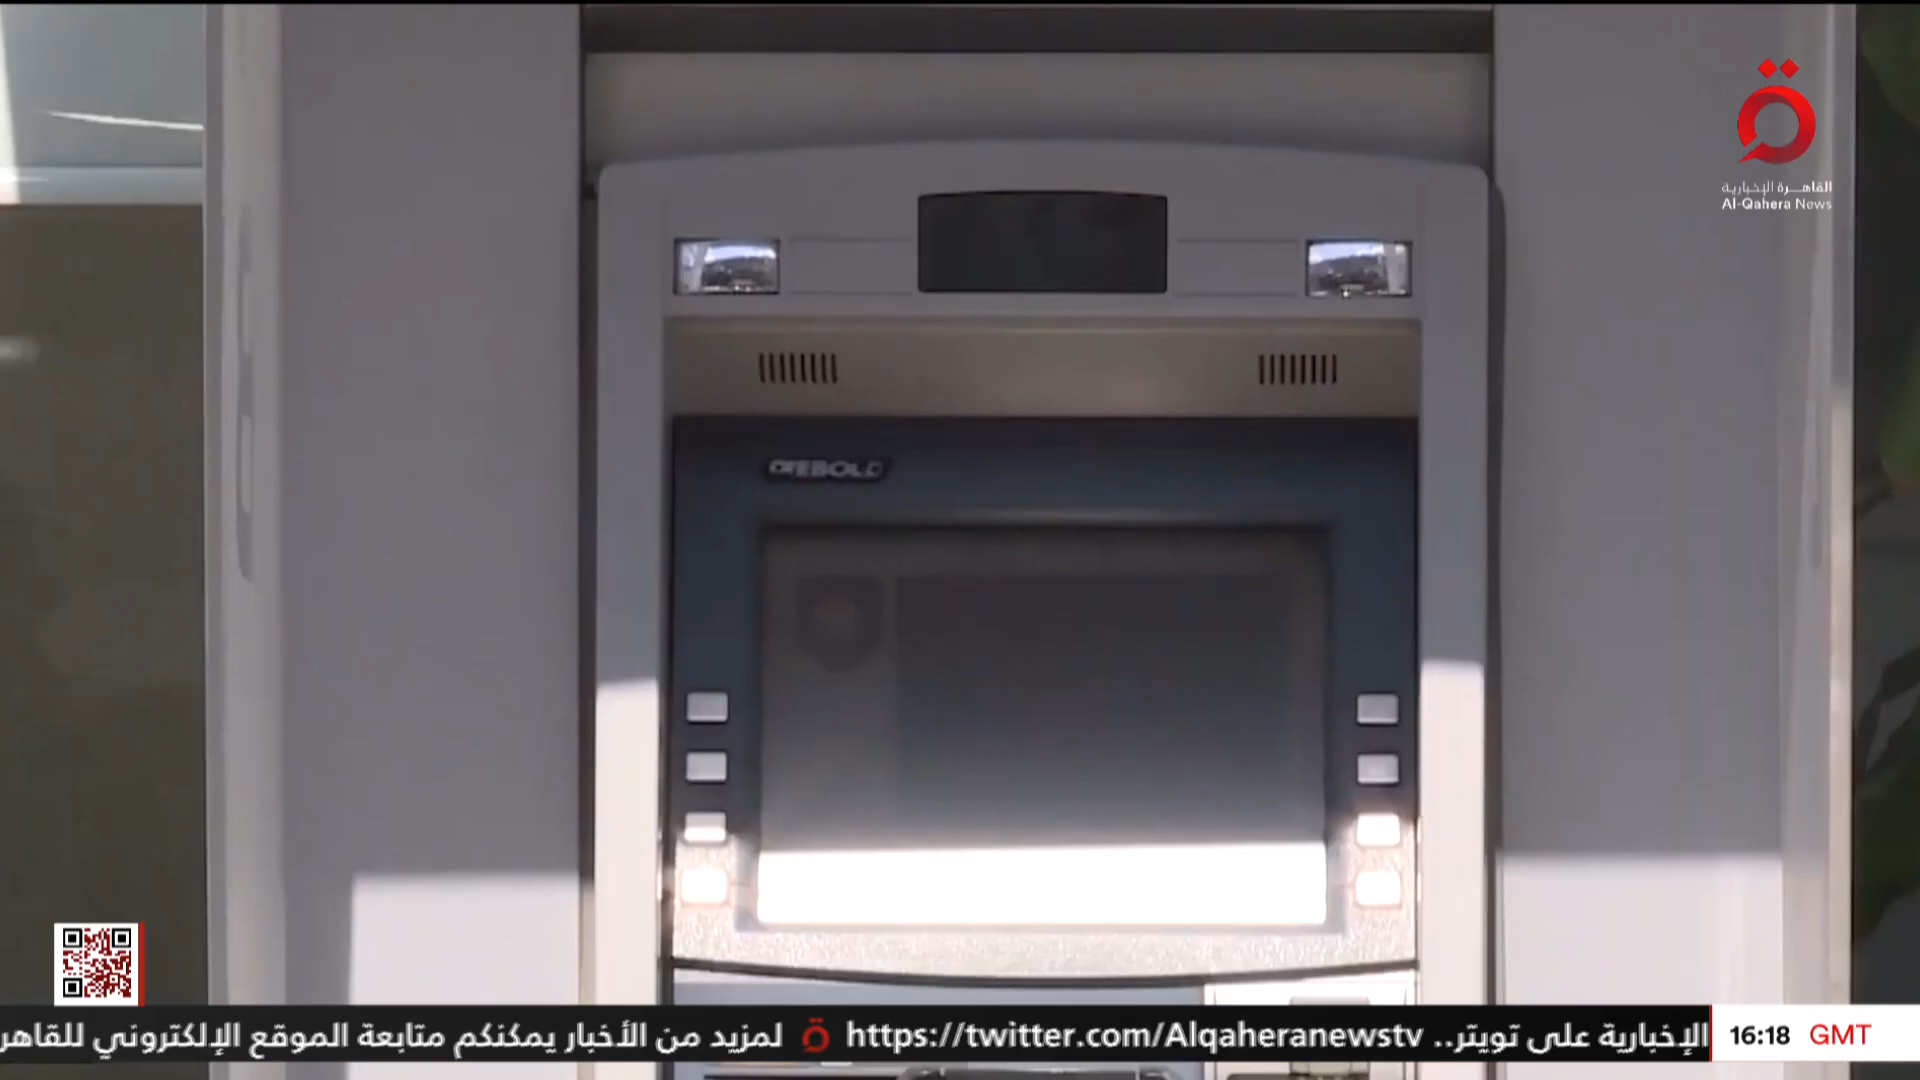 القاهرة الإخبارية
Al-Qahera News
DIEBOLD
الإخبارية على تويتر.. https://twitter.com/Alqaheranewstv لمزيد من الأخبار يمكنكم متابعة الموقع الإلكتروني للقاهر
16:18 GMT